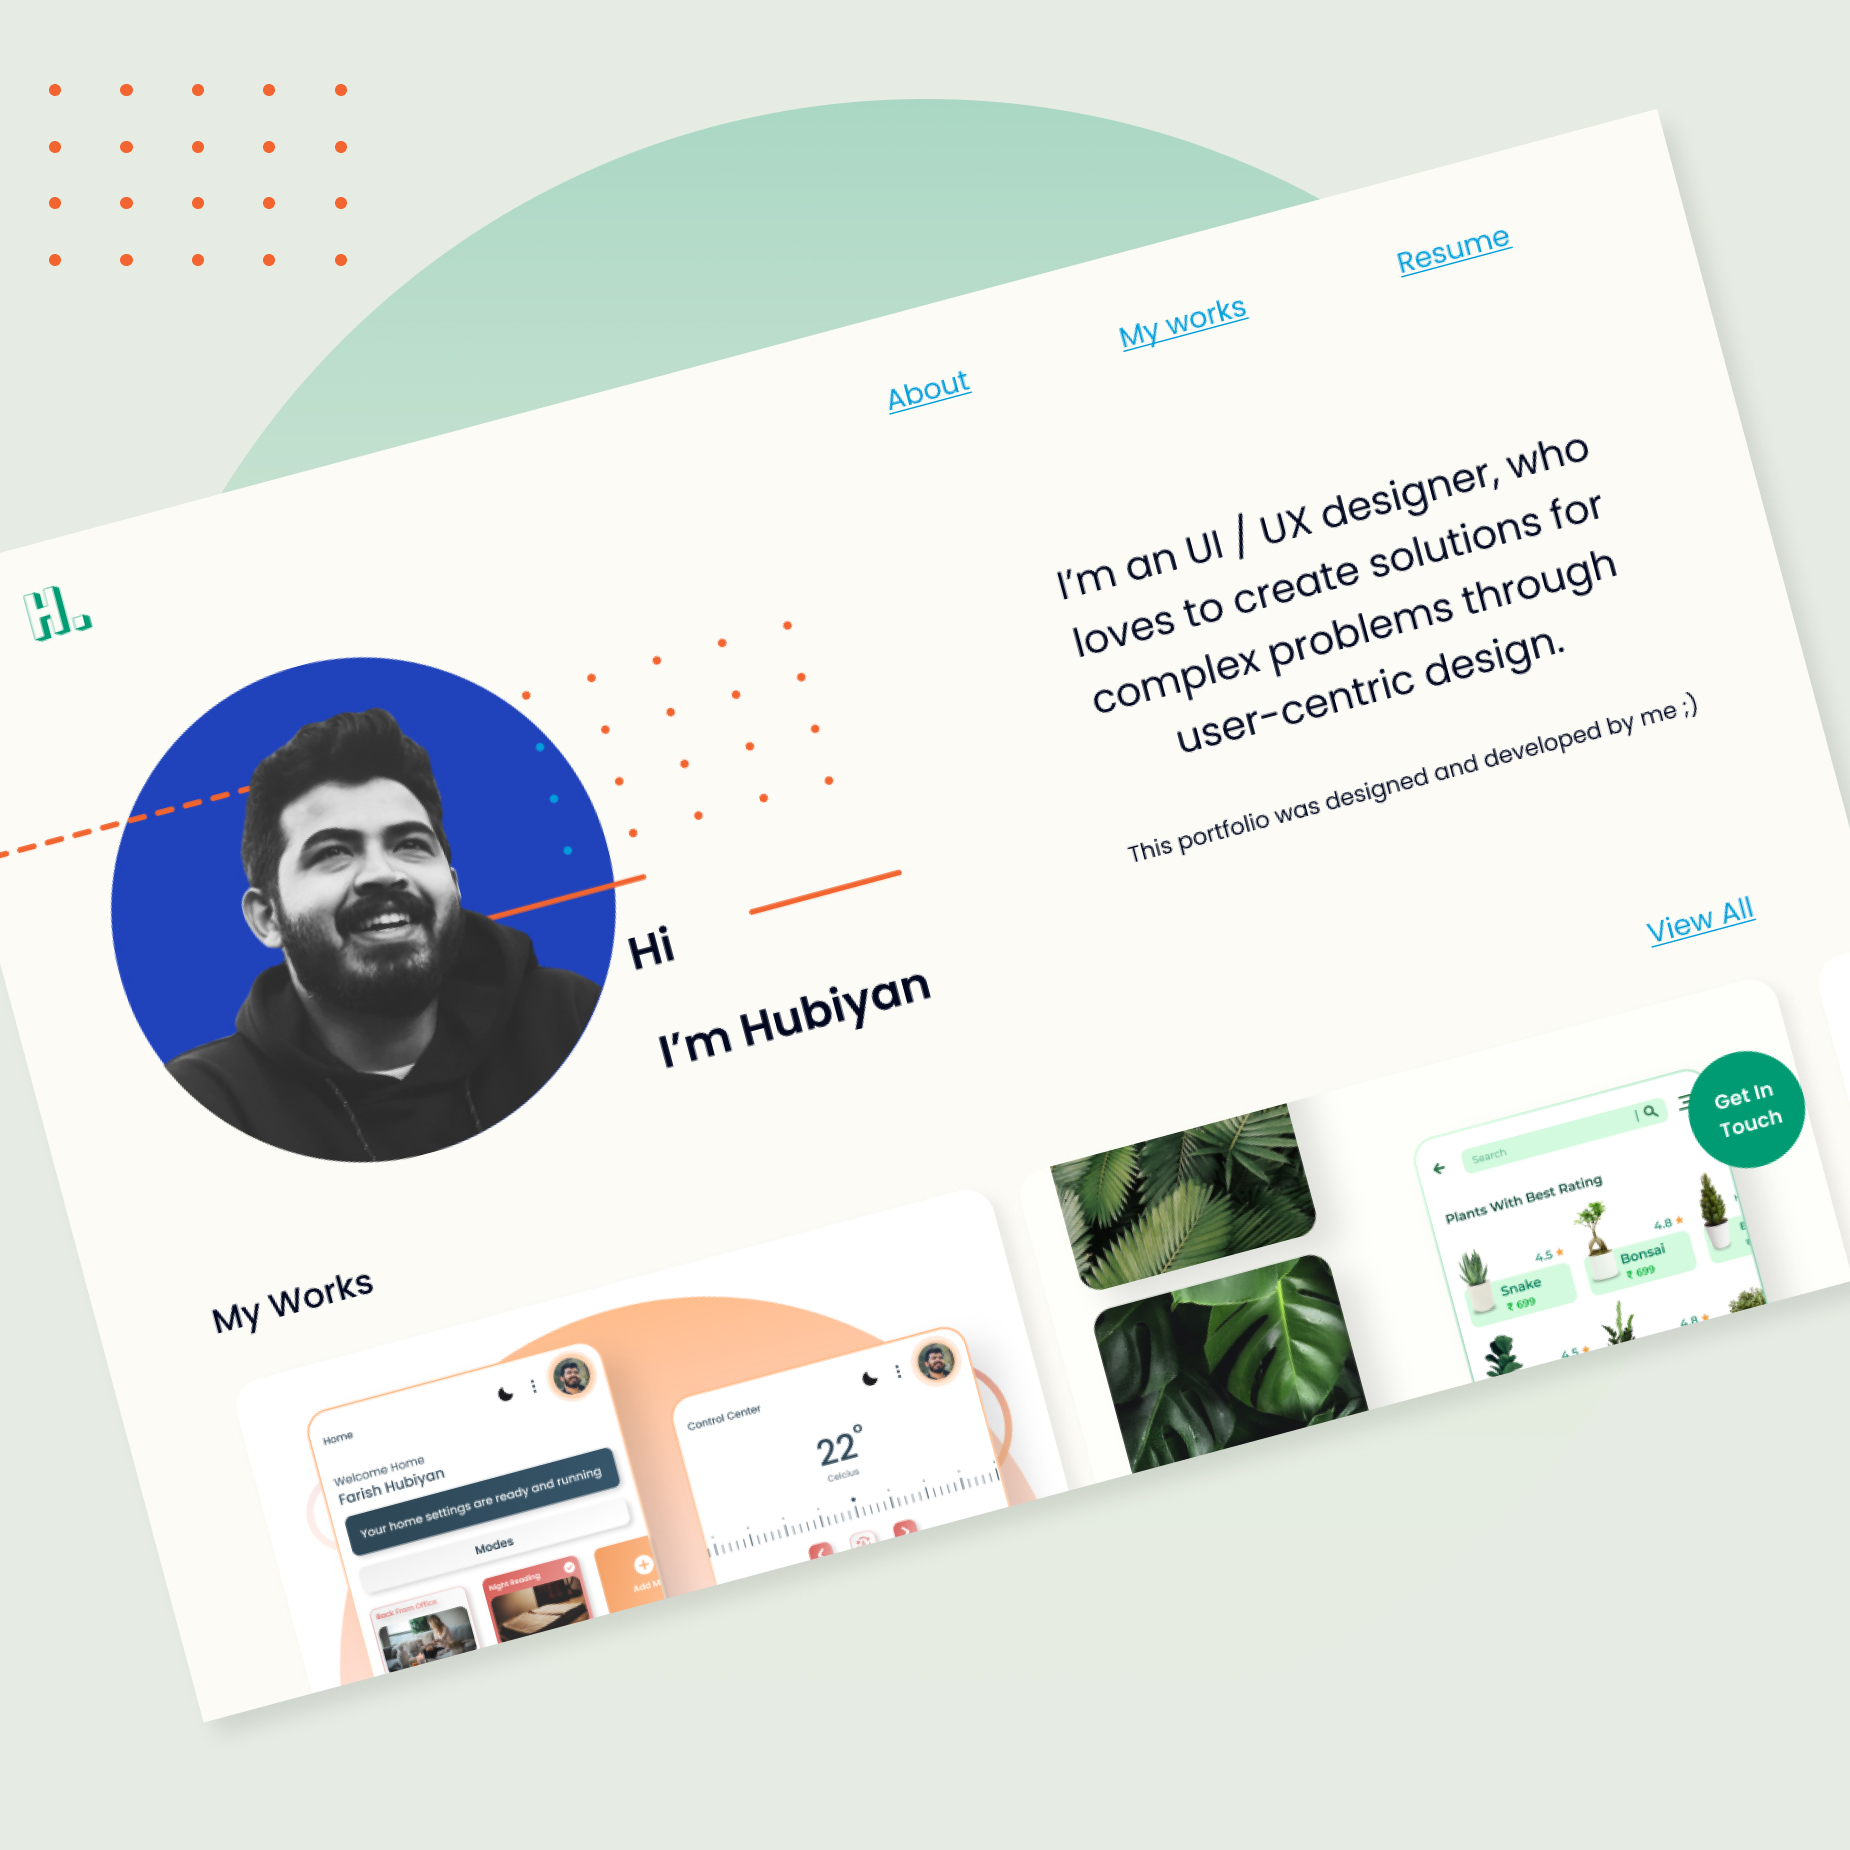 About
My works
Resume
H.
I'm an UI / UX designer, who
loves to create solutions for
complex problems through
user-centric design.
This portfolio was designed and developed by me ;)
Hi
I'm Hubiyan
View All
My Works
Home
Welcome Home
Farish Hubiyan
Your home settings are ready and running
Modes
Back From Office
Night Reading
Add
Control Center
22°
Celcius
Search
Plants With Best Rating
4.5
Snake
₹ 699
4.8
Bonsai
₹ 699
4.5
4.8
Get In
Touch